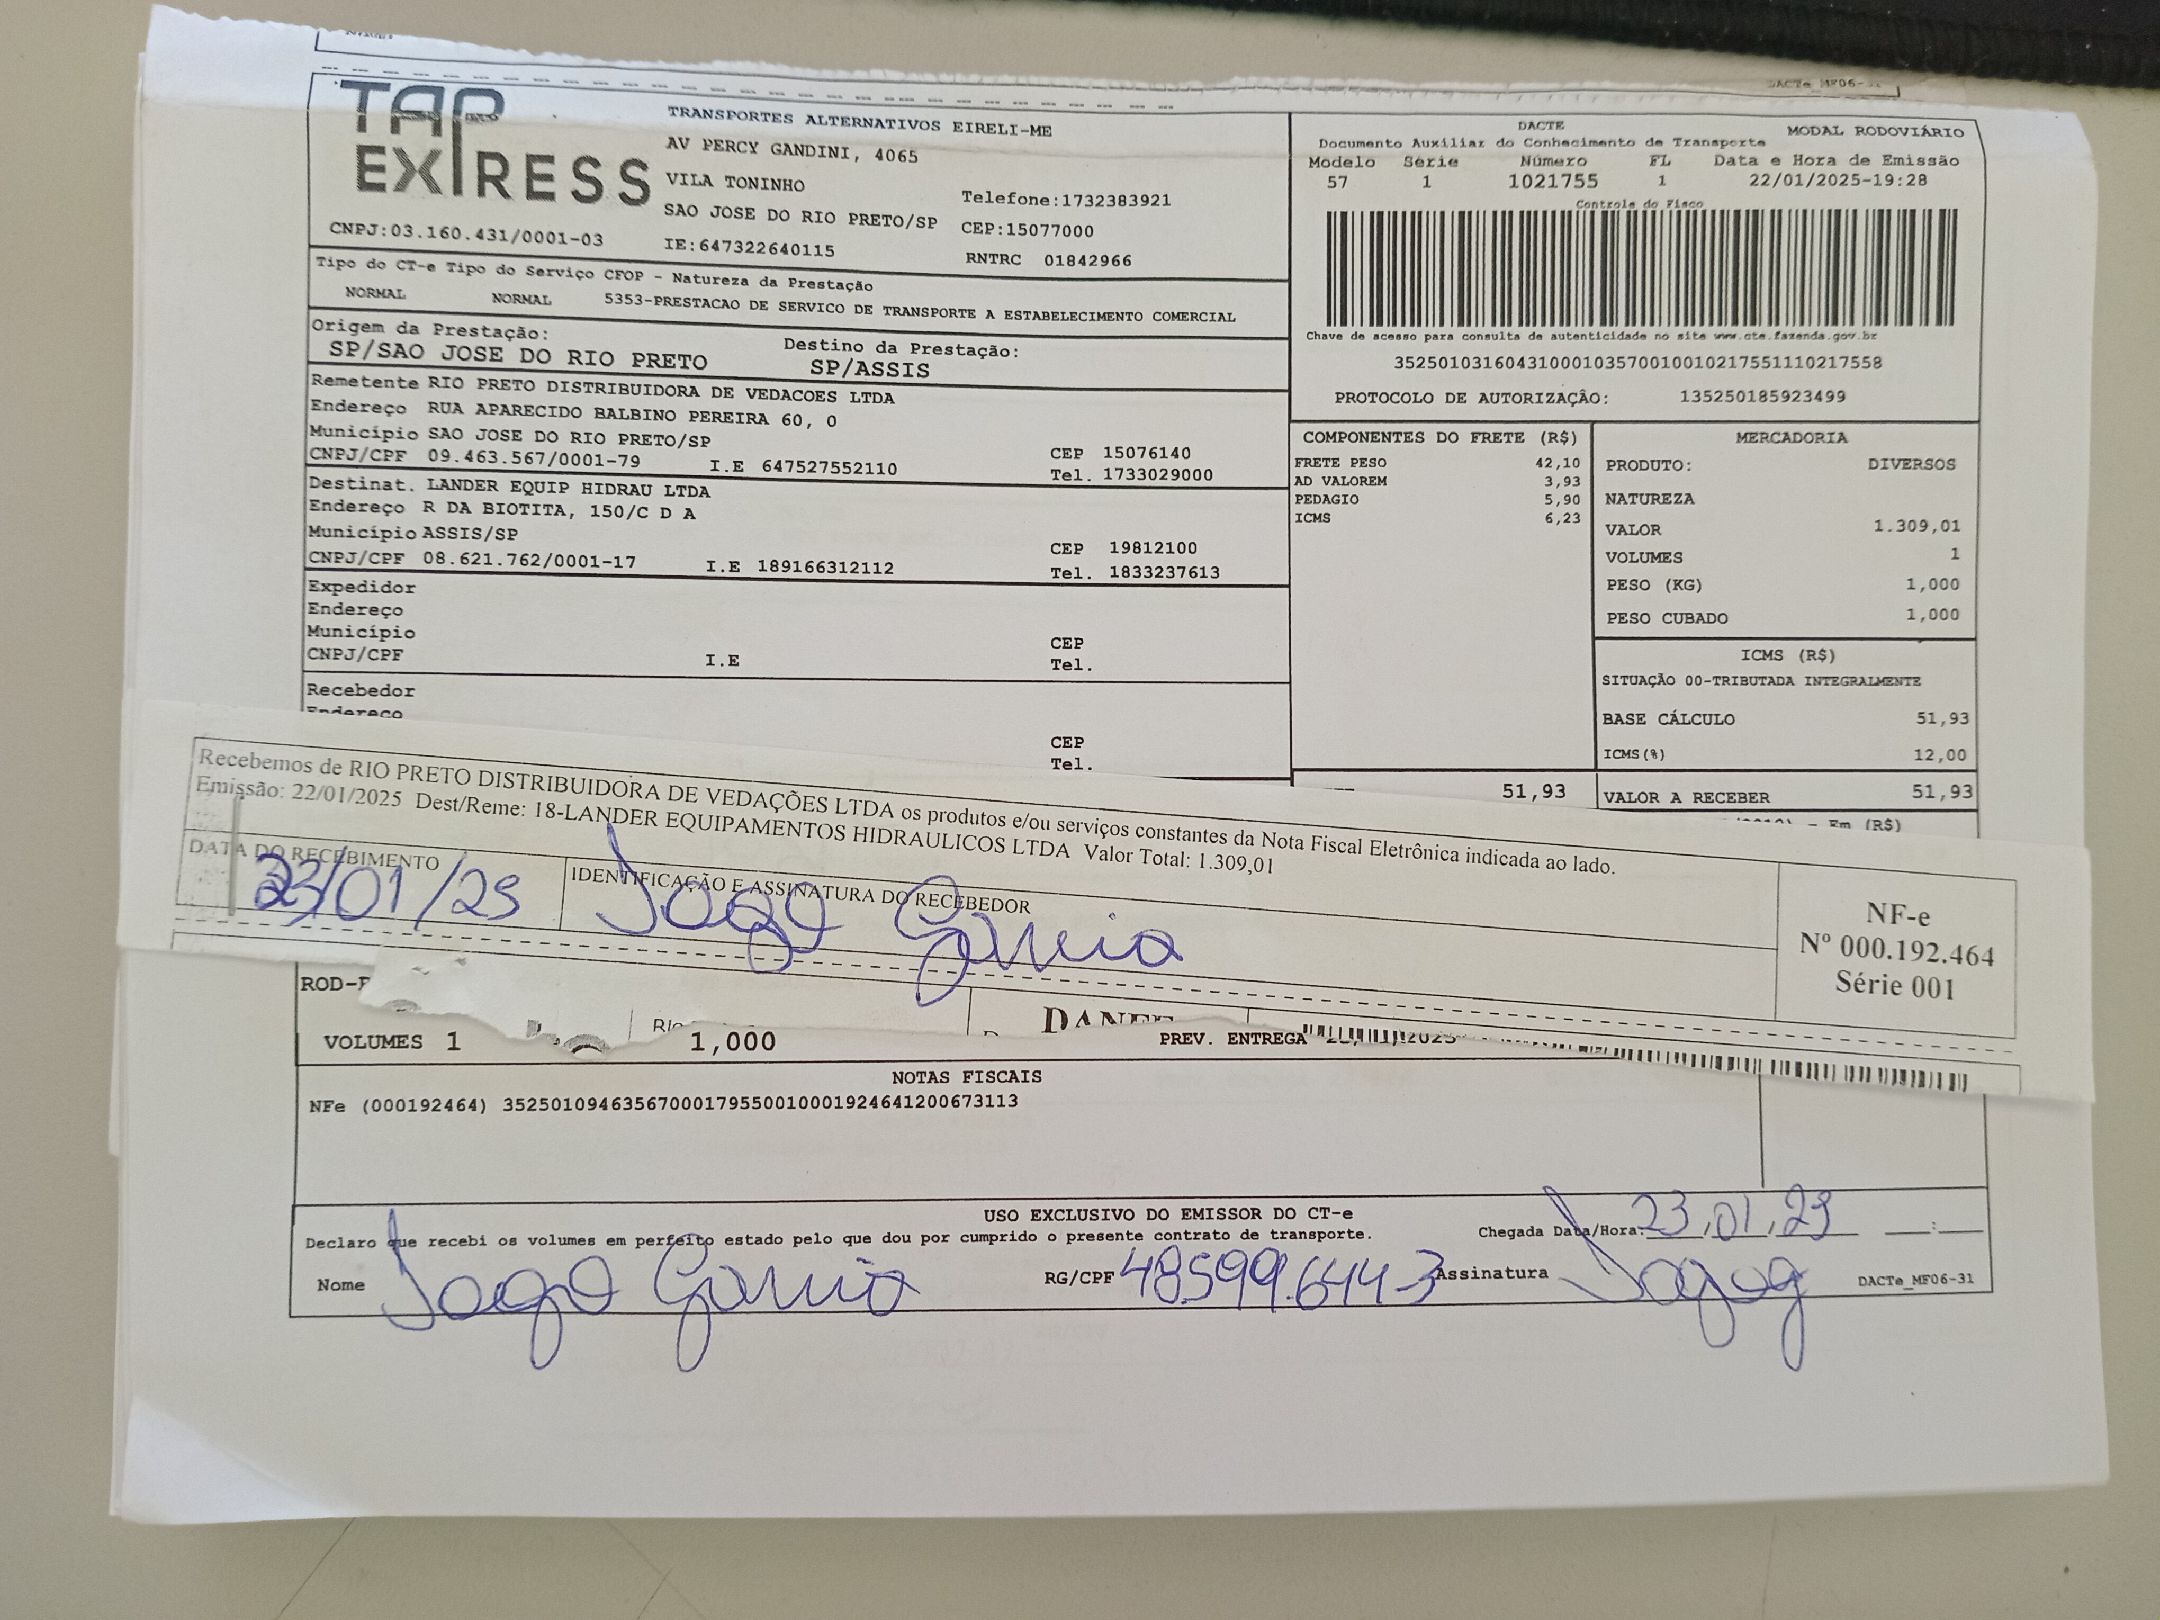 DACTe_MF06-31
TAP EXPRESS
TRANSPORTES ALTERNATIVOS EIRELI-ME
AV PERCY GANDINI, 4065
VILA TONINHO
Telefone:1732383921
SAO JOSE DO RIO PRETO/SP CEP:15077000
CNPJ:03.160.431/0001-03 IE:647322640115 RNTRC 01842966
DACTE MODAL RODOVIÁRIO
Documento Auxiliar do Conhecimento de Transporte
Modelo Série Número FL Data e Hora de Emissão
57 1 1021755 1 22/01/2025-19:28
Controle do Fisco
Chave de acesso para consulta de autenticidade no site www.cte.fazenda.gov.br
35250103160431000103570010010217551110217558
PROTOCOLO DE AUTORIZAÇÃO: 135250185923499
Tipo do CT-e Tipo do Serviço CFOP - Natureza da Prestação
NORMAL NORMAL 5353-PRESTACAO DE SERVICO DE TRANSPORTE A ESTABELECIMENTO COMERCIAL
Origem da Prestação: Destino da Prestação:
SP/SAO JOSE DO RIO PRETO SP/ASSIS
Remetente RIO PRETO DISTRIBUIDORA DE VEDACOES LTDA
Endereço RUA APARECIDO BALBINO PEREIRA 60, 0
Município SAO JOSE DO RIO PRETO/SP CEP 15076140
CNPJ/CPF 09.463.567/0001-79 I.E 647527552110 Tel. 1733029000
Destinat. LANDER EQUIP HIDRAU LTDA
Endereço R DA BIOTITA, 150/C D A
Município ASSIS/SP CEP 19812100
CNPJ/CPF 08.621.762/0001-17 I.E 189166312112 Tel. 1833237613
Expedidor
Endereço
Município CEP
CNPJ/CPF I.E Tel.
Recebedor
Endereço
CEP
Tel.
COMPONENTES DO FRETE (R$)
FRETE PESO 42,10
AD VALOREM 3,93
PEDAGIO 5,90
ICMS 6,23
51,93
MERCADORIA
PRODUTO: DIVERSOS
NATUREZA
VALOR 1.309,01
VOLUMES 1
PESO (KG) 1,000
PESO CUBADO 1,000
ICMS (R$)
SITUAÇÃO 00-TRIBUTADA INTEGRALMENTE
BASE CÁLCULO 51,93
ICMS(%) 12,00
VALOR A RECEBER 51,93
- Em (R$)
Recebemos de RIO PRETO DISTRIBUIDORA DE VEDAÇÕES LTDA os produtos e/ou serviços constantes da Nota Fiscal Eletrônica indicada ao lado.
Emissão: 22/01/2025 Dest/Reme: 18-LANDER EQUIPAMENTOS HIDRAULICOS LTDA Valor Total: 1.309,01
DATA DO RECEBIMENTO IDENTIFICAÇÃO E ASSINATURA DO RECEBEDOR
23/01/25 Jogo Garcia
NF-e
Nº 000.192.464
Série 001
DANFE
VOLUMES 1 1,000 PREV. ENTREGA
NOTAS FISCAIS
NFe (000192464) 35250109463567000179550010001924641200673113
USO EXCLUSIVO DO EMISSOR DO CT-e
Declaro que recebi os volumes em perfeito estado pelo que dou por cumprido o presente contrato de transporte. Chegada Data/Hora: 23,01,25 __:__
Nome Jogo Garcia RG/CPF 48.599.644-3 Assinatura DACTe_MF06-31